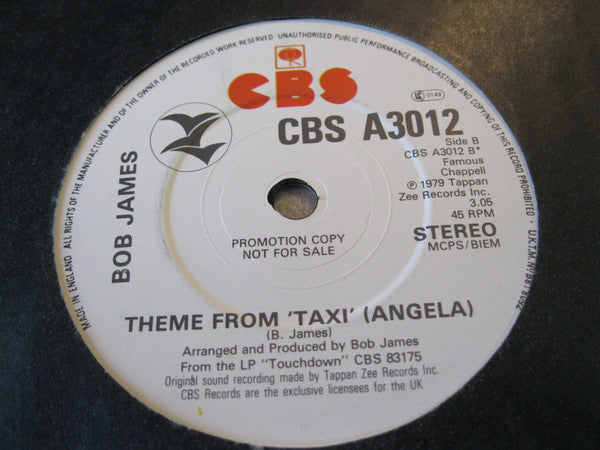 MADE IN ENGLAND. ALL RIGHTS OF THE MANUFACTURER AND OF THE OWNER OF THE RECORDED WORK RESERVED · UNAUTHORISED PUBLIC PERFORMANCE BROADCASTING AND COPYING OF THIS RECORD PROHIBITED.
CBS
LC 0149
CBS A3012
Side B
CBS A3012 B*
Famous
Chappell
℗ 1979 Tappan
Zee Records Inc.
3.05
45 RPM
STEREO
MCPS/BIEM
BOB JAMES
PROMOTION COPY
NOT FOR SALE
THEME FROM 'TAXI' (ANGELA)
(B. James)
Arranged and Produced by Bob James
From the LP "Touchdown" CBS 83175
Original sound recording made by Tappan Zee Records Inc.
CBS Records are the exclusive licensees for the UK